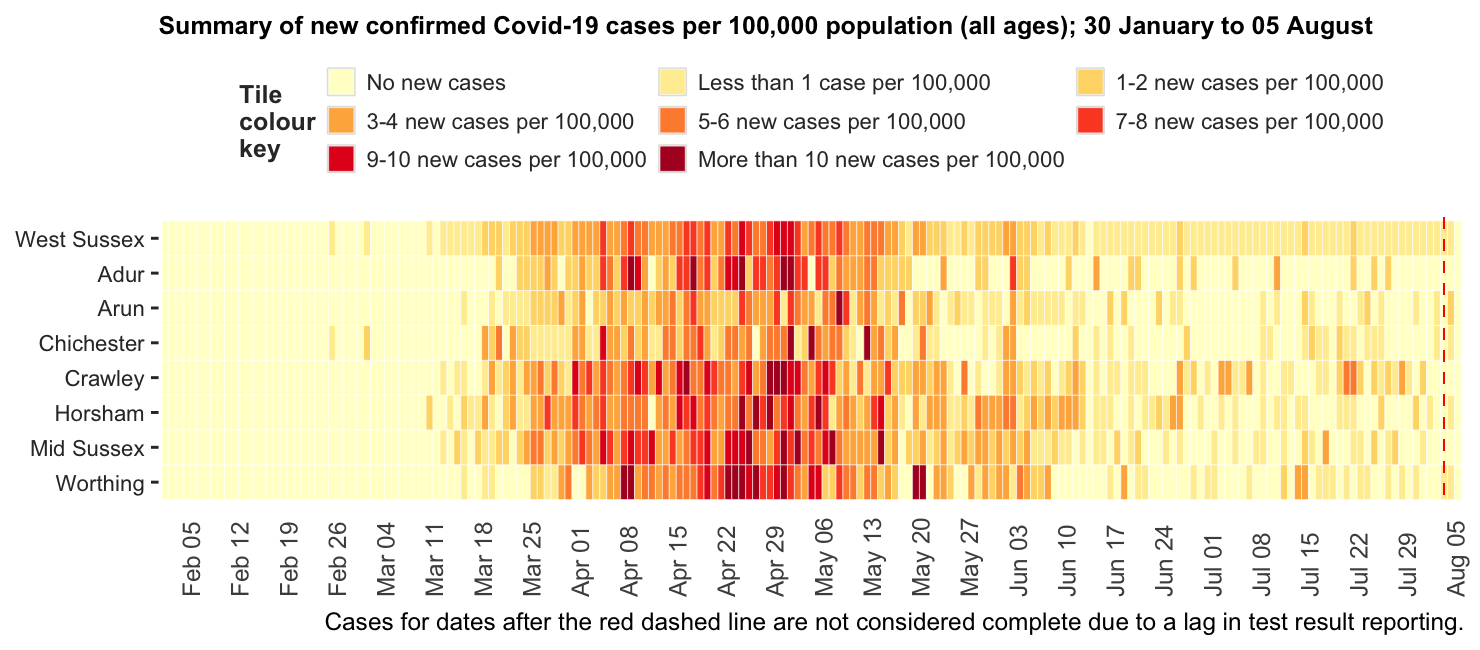 Summary of new confirmed Covid-19 cases per 100,000 population (all ages); 30 January to 05 August
Tile
colour
key
No new cases
Less than 1 case per 100,000
1-2 new cases per 100,000
3-4 new cases per 100,000
5-6 new cases per 100,000
7-8 new cases per 100,000
9-10 new cases per 100,000
More than 10 new cases per 100,000
West Sussex
Adur
Arun
Chichester
Crawley
Horsham
Mid Sussex
Worthing
Feb 05
Feb 12
Feb 19
Feb 26
Mar 04
Mar 11
Mar 18
Mar 25
Apr 01
Apr 08
Apr 15
Apr 22
Apr 29
May 06
May 13
May 20
May 27
Jun 03
Jun 10
Jun 17
Jun 24
Jul 01
Jul 08
Jul 15
Jul 22
Jul 29
Aug 05
Cases for dates after the red dashed line are not considered complete due to a lag in test result reporting.